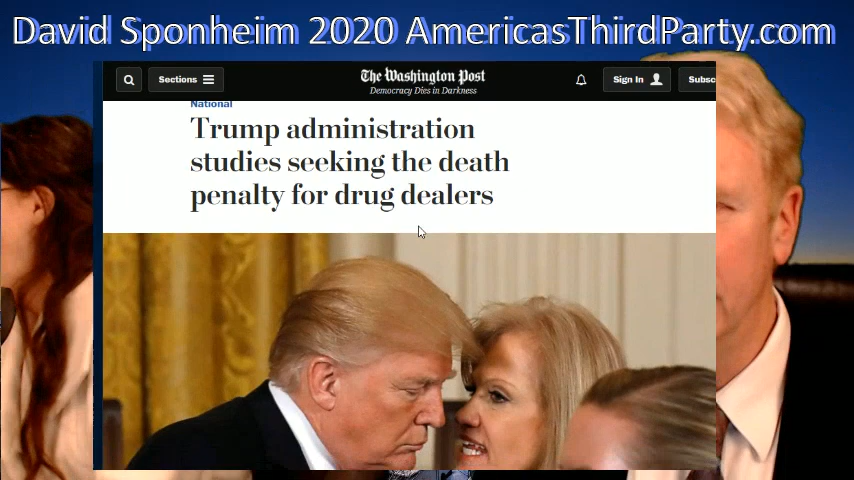 David Sponheim 2020 AmericasThirdParty.com
Sections
The Washington Post
Democracy Dies in Darkness
Sign In
Subsc
National
Trump administration
studies seeking the death
penalty for drug dealers